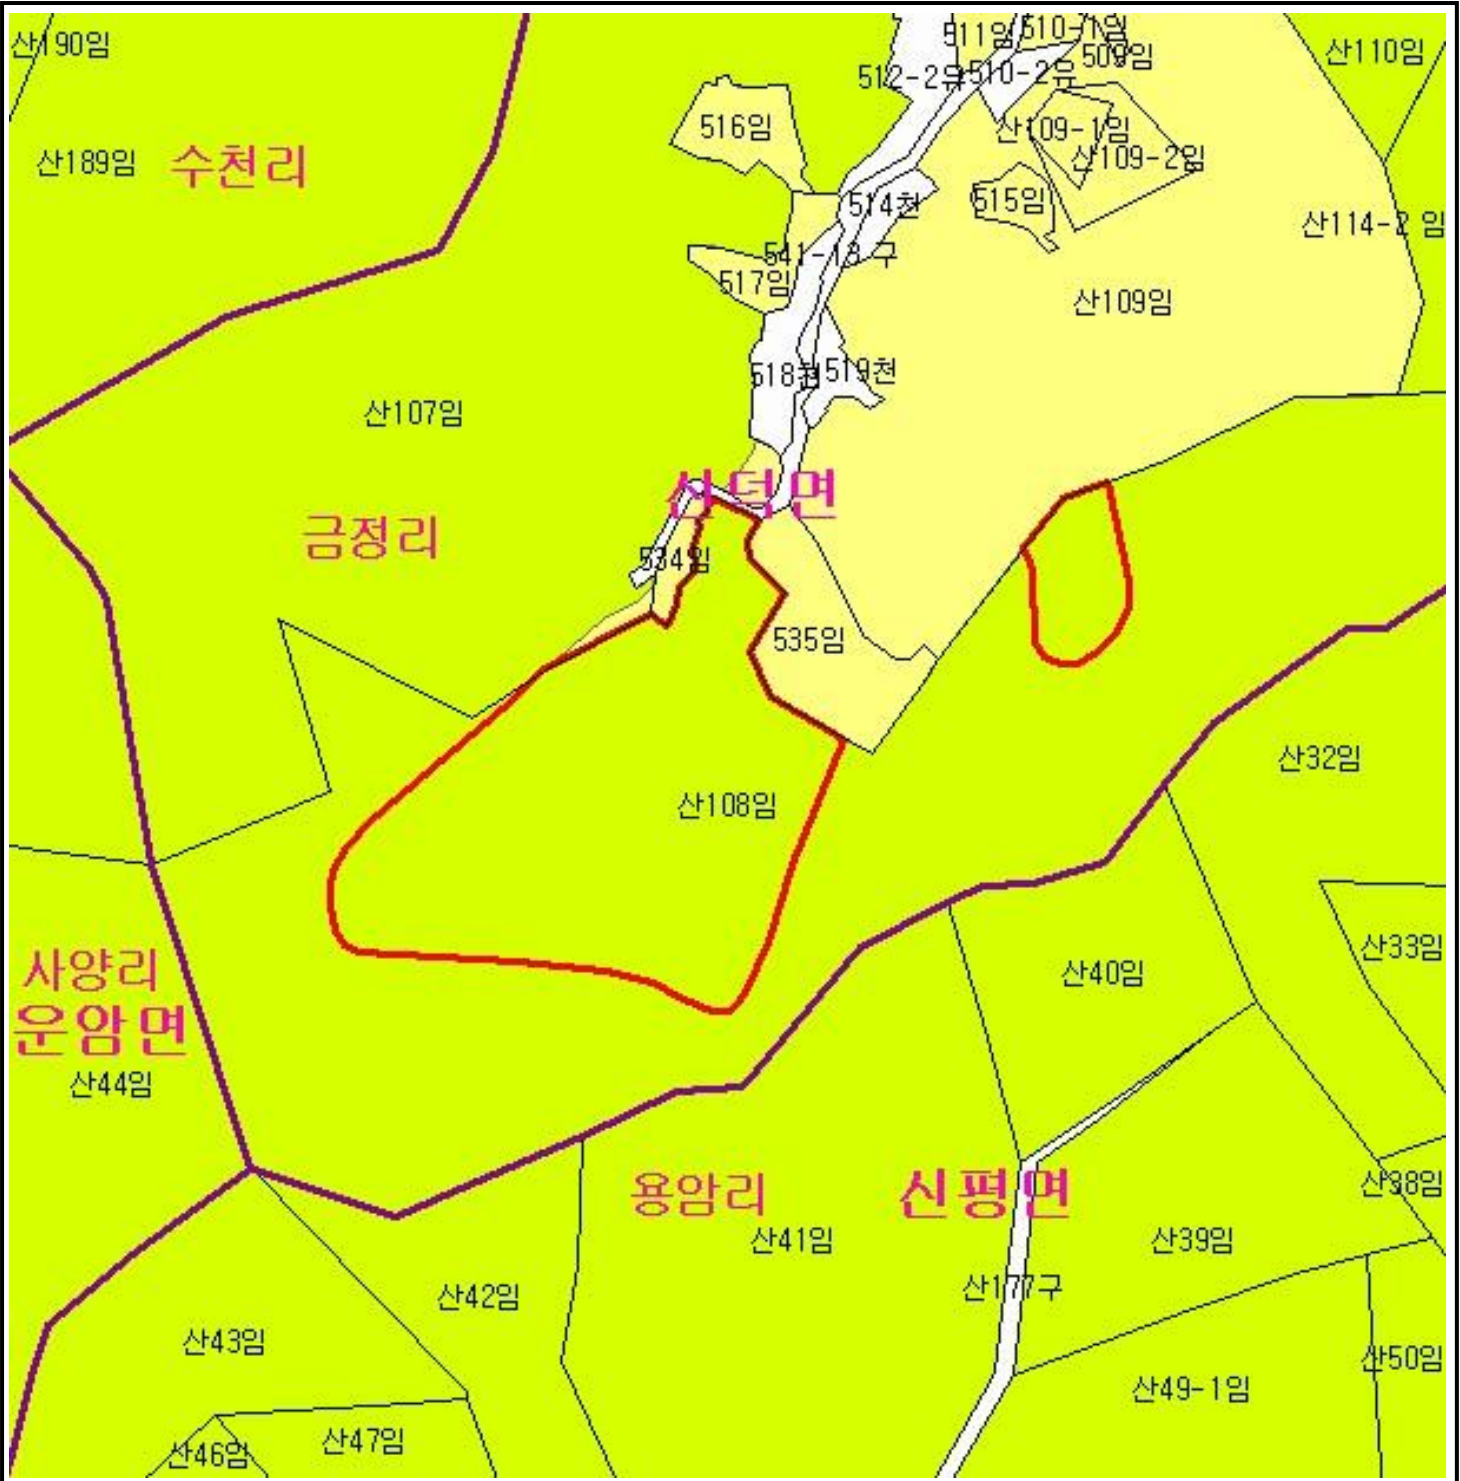 산190임
511임
510-1임
509임
산110임
512-2유
510-2유
516임
산109-1임
산109-2임
산189임
수천리
515임
514천
산114-2 임
541-13 구
517임
산109임
518천
519천
산107임
신덕면
금정리
534임
535임
산32임
산108임
산33임
사양리
산40임
운암면
산44임
용암리
신평면
산38임
산41임
산39임
산177구
산42임
산43임
산50임
산49-1임
산46임
산47임